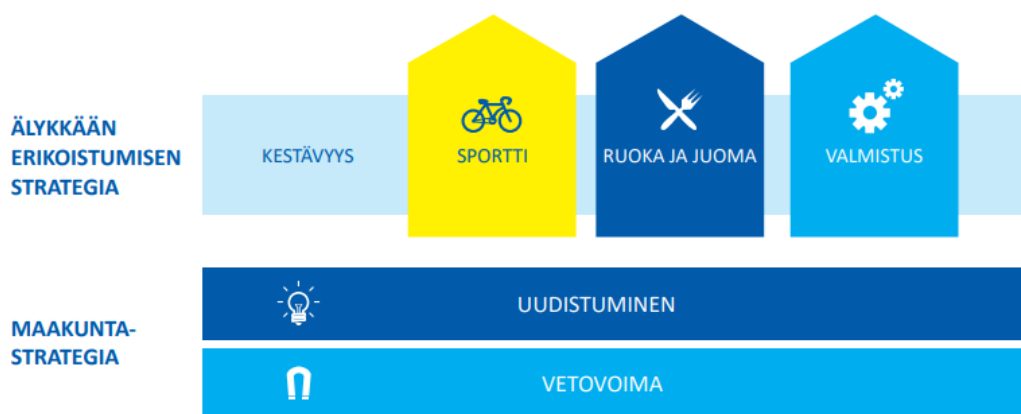 ÄLYKKÄÄN
ERIKOISTUMISEN
STRATEGIA
KESTÄVYYS
SPORTTI
RUOKA JA JUOMA
VALMISTUS
MAAKUNTA-
STRATEGIA
UUDISTUMINEN
VETOVOIMA